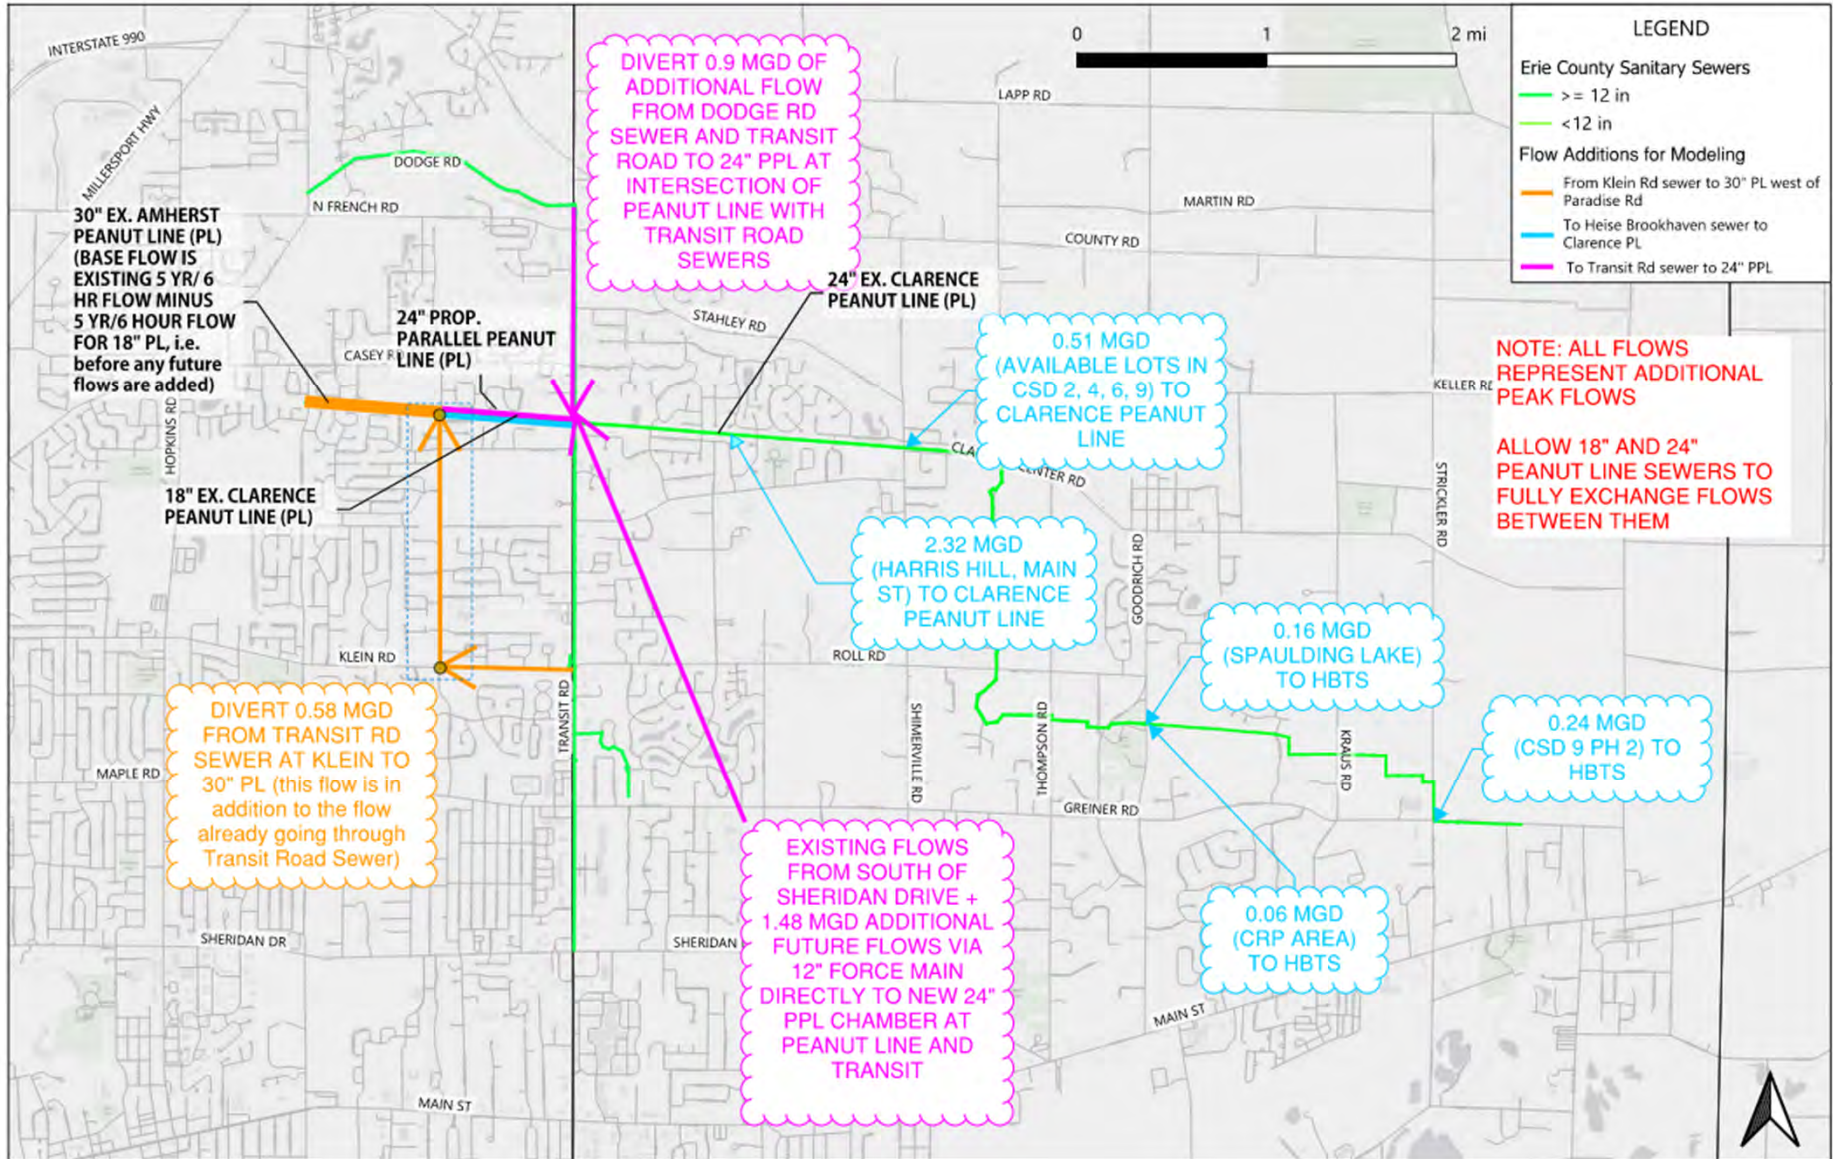 INTERSTATE 990
MILLERSPORT HWY
DODGE RD
N FRENCH RD
30" EX. AMHERST
PEANUT LINE (PL)
(BASE FLOW IS
EXISTING 5 YR/ 6
HR FLOW MINUS
5 YR/6 HOUR FLOW
FOR 18" PL, i.e.
before any future
flows are added)
CASEY RD
24" PROP.
PARALLEL PEANUT
LINE (PL)
HOPKINS RD
18" EX. CLARENCE
PEANUT LINE (PL)
DIVERT 0.9 MGD OF
ADDITIONAL FLOW
FROM DODGE RD
SEWER AND TRANSIT
ROAD TO 24" PPL AT
INTERSECTION OF
PEANUT LINE WITH
TRANSIT ROAD
SEWERS
24" EX. CLARENCE
PEANUT LINE (PL)
STAHLEY RD
0 1 2 mi
LAPP RD
MARTIN RD
COUNTY RD
LEGEND
Erie County Sanitary Sewers
>= 12 in
<12 in
Flow Additions for Modeling
From Klein Rd sewer to 30" PL west of
Paradise Rd
To Heise Brookhaven sewer to
Clarence PL
To Transit Rd sewer to 24" PPL
0.51 MGD
(AVAILABLE LOTS IN
CSD 2, 4, 6, 9) TO
CLARENCE PEANUT
LINE
CLA
ENTER RD
KELLER RD
STRICKLER RD
NOTE: ALL FLOWS
REPRESENT ADDITIONAL
PEAK FLOWS
ALLOW 18" AND 24"
PEANUT LINE SEWERS TO
FULLY EXCHANGE FLOWS
BETWEEN THEM
2.32 MGD
(HARRIS HILL, MAIN
ST) TO CLARENCE
PEANUT LINE
GOODRICH RD
0.16 MGD
(SPAULDING LAKE)
TO HBTS
KLEIN RD
ROLL RD
DIVERT 0.58 MGD
FROM TRANSIT RD
SEWER AT KLEIN TO
30" PL (this flow is in
addition to the flow
already going through
Transit Road Sewer)
MAPLE RD
TRANSIT RD
SHIMERVILLE RD
THOMPSON RD
KRAUS RD
GREINER RD
0.24 MGD
(CSD 9 PH 2) TO
HBTS
EXISTING FLOWS
FROM SOUTH OF
SHERIDAN DRIVE +
1.48 MGD ADDITIONAL
FUTURE FLOWS VIA
12" FORCE MAIN
DIRECTLY TO NEW 24"
PPL CHAMBER AT
PEANUT LINE AND
TRANSIT
0.06 MGD
(CRP AREA)
TO HBTS
SHERIDAN DR
SHERIDAN
MAIN ST
MAIN ST